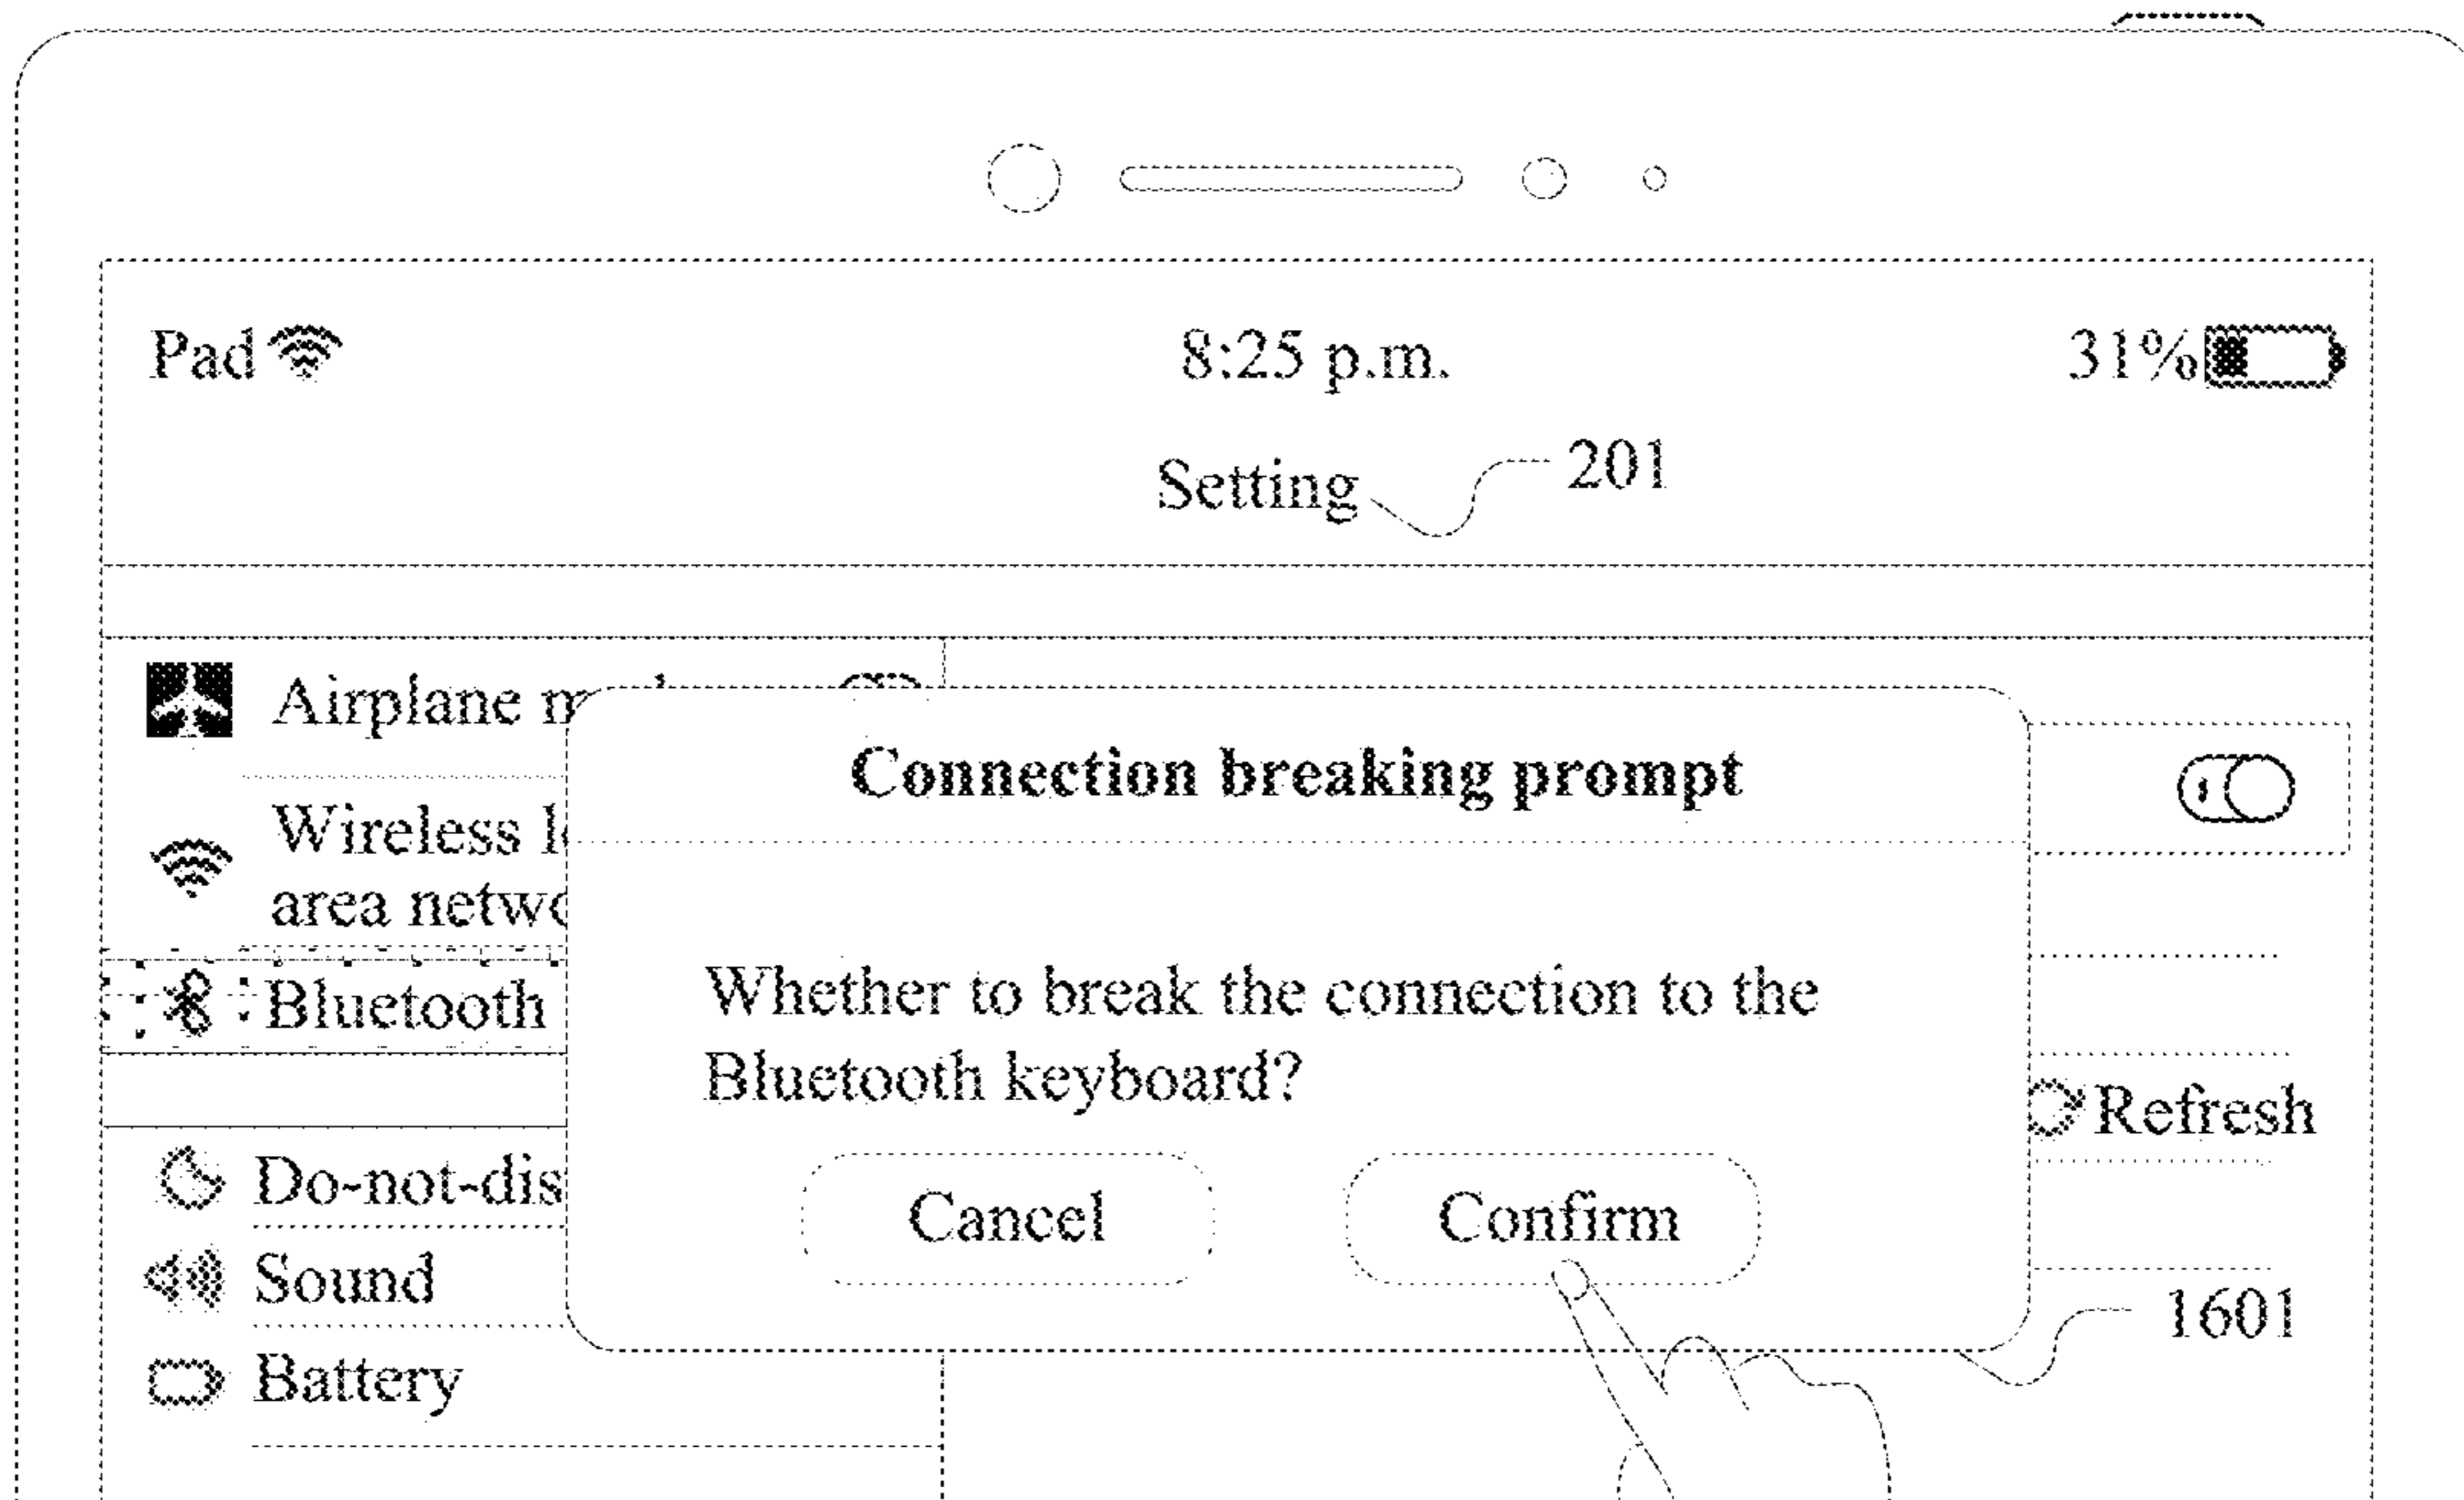 Pad 8:25 p.m. 31%
Setting 201
Airplane
Connection breaking prompt
Wireless
area
Whether to break the connection to the
Bluetooth
Bluetooth keyboard?
Refresh
Do-not-dis
Cancel Confirm
Sound
1601
Battery